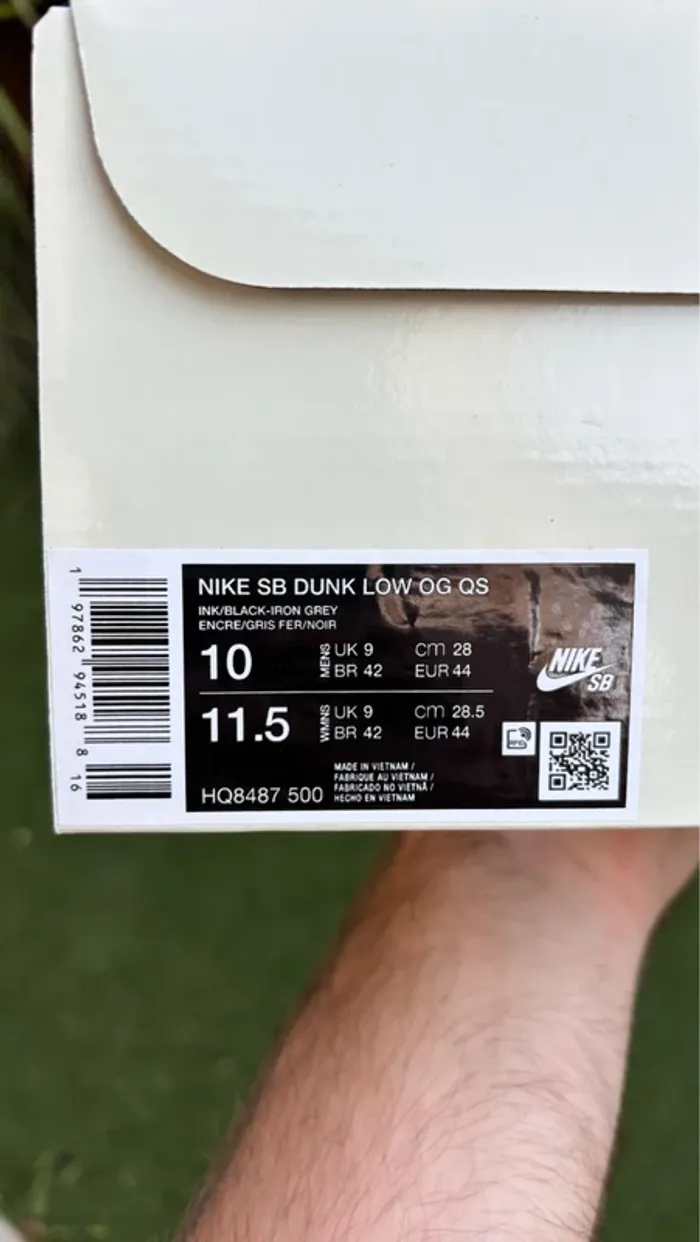 NIKE SB DUNK LOW OG QS
INK/BLACK-IRON GREY
ENCRE/GRIS FER/NOIR
10 MENS UK 9 cm 28
BR 42 EUR 44
11.5 WMNS UK 9 cm 28.5
BR 42 EUR 44
MADE IN VIETNAM /
FABRIQUE AU VIETNAM /
FABRICADO NO VIETNÃ /
HECHO EN VIETNAM
HQ8487 500
NIKE
SB
1 97862 94518 8 16